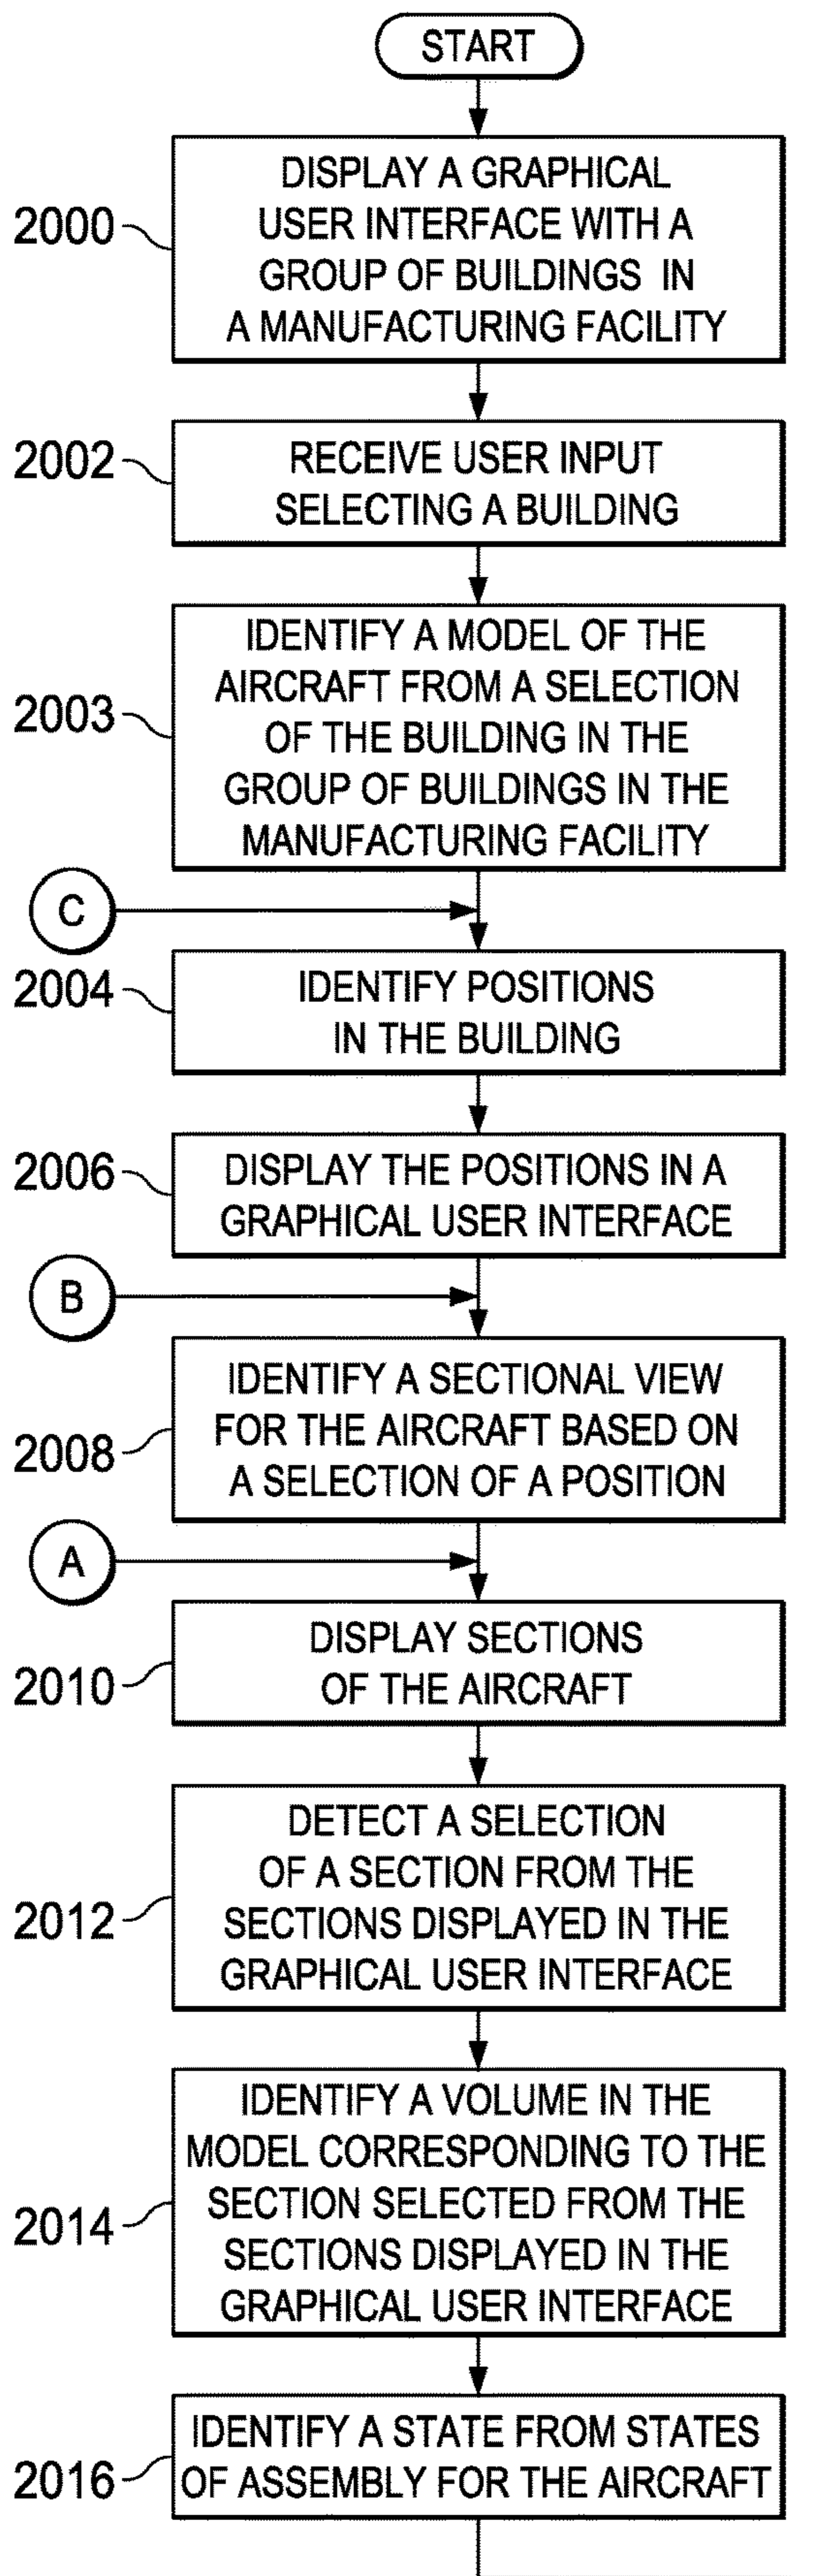 START
2000
DISPLAY A GRAPHICAL
USER INTERFACE WITH A
GROUP OF BUILDINGS IN
A MANUFACTURING FACILITY
2002
RECEIVE USER INPUT
SELECTING A BUILDING
2003
IDENTIFY A MODEL OF THE
AIRCRAFT FROM A SELECTION
OF THE BUILDING IN THE
GROUP OF BUILDINGS IN THE
MANUFACTURING FACILITY
C
2004
IDENTIFY POSITIONS
IN THE BUILDING
2006
DISPLAY THE POSITIONS IN A
GRAPHICAL USER INTERFACE
B
2008
IDENTIFY A SECTIONAL VIEW
FOR THE AIRCRAFT BASED ON
A SELECTION OF A POSITION
A
2010
DISPLAY SECTIONS
OF THE AIRCRAFT
2012
DETECT A SELECTION
OF A SECTION FROM THE
SECTIONS DISPLAYED IN THE
GRAPHICAL USER INTERFACE
2014
IDENTIFY A VOLUME IN THE
MODEL CORRESPONDING TO THE
SECTION SELECTED FROM THE
SECTIONS DISPLAYED IN THE
GRAPHICAL USER INTERFACE
2016
IDENTIFY A STATE FROM STATES
OF ASSEMBLY FOR THE AIRCRAFT